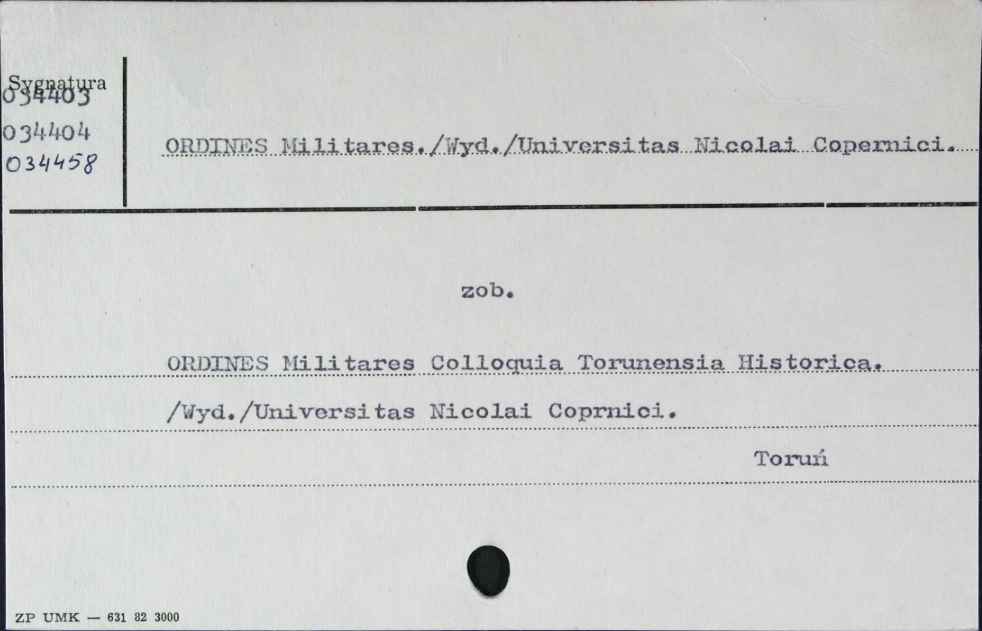 Sygnatura
034403
034404
034458
ORDINES Militares./Wyd./Universitas Nicolai Copernici.
zob.
ORDINES Militares Colloquia Torunensia Historica.
/Wyd./Universitas Nicolai Coprnici.
Toruń
ZP UMK — 631 82 3000